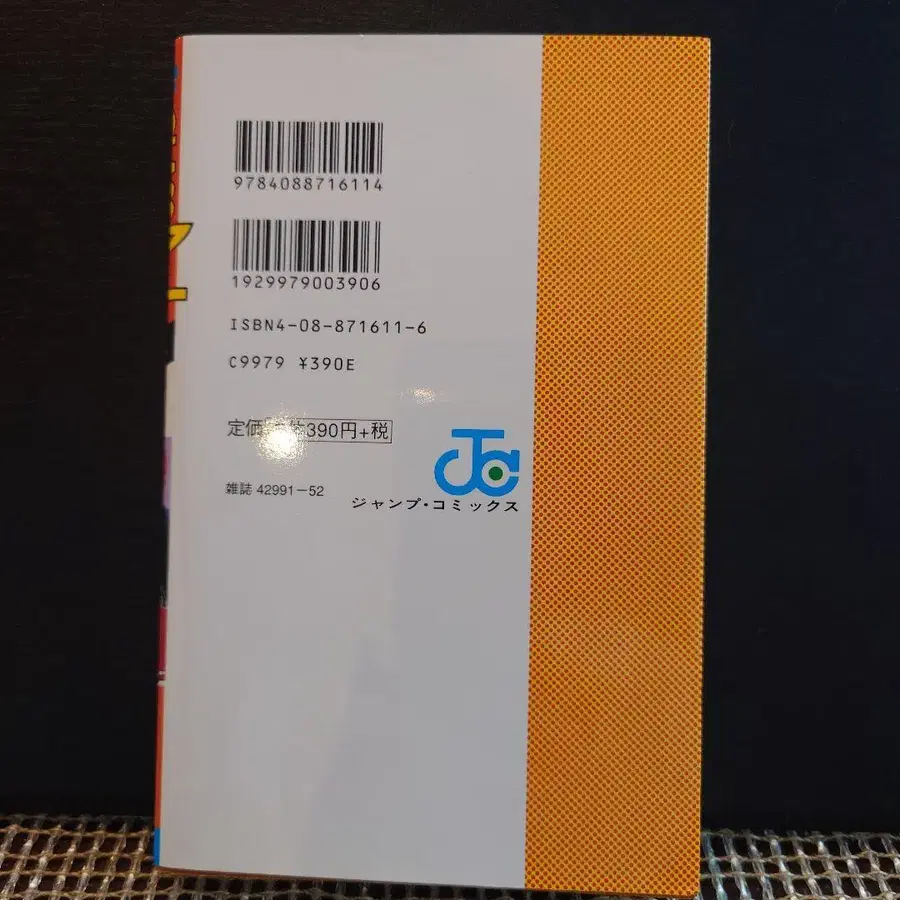 9784088716114
1929979003906
ISBN4-08-871611-6
C9979 ¥390E
定価 390円+税
雑誌 42991-52
ジャンプ・コミックス